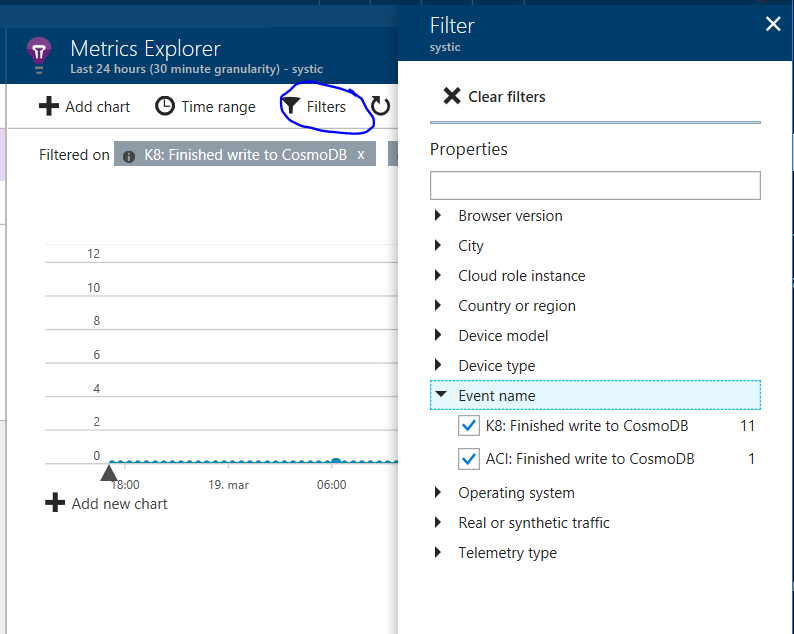 Metrics Explorer
Last 24 hours (30 minute granularity) - systic
Add chart
Time range
Filters
Filtered on
K8: Finished write to CosmoDB x
12
10
8
6
4
2
0
18:00
19. mar
06:00
Add new chart
Filter
systic
Clear filters
Properties
Browser version
City
Cloud role instance
Country or region
Device model
Device type
Event name
K8: Finished write to CosmoDB 11
ACI: Finished write to CosmoDB 1
Operating system
Real or synthetic traffic
Telemetry type